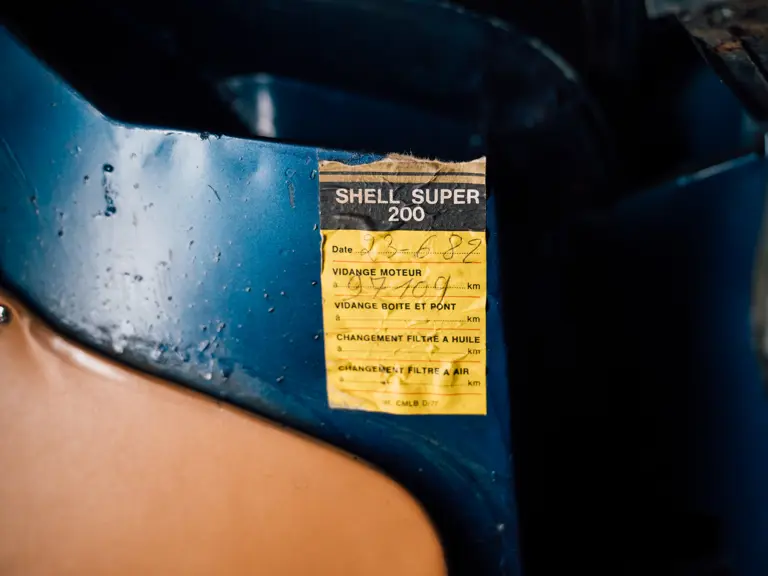 SHELL SUPER
200
Date 23-6-82
VIDANGE MOTEUR
à 97109 km
VIDANGE BOITE ET PONT
à km
CHANGEMENT FILTRE A HUILE
à km
CHANGEMENT FILTRE A AIR
à km
CMLB